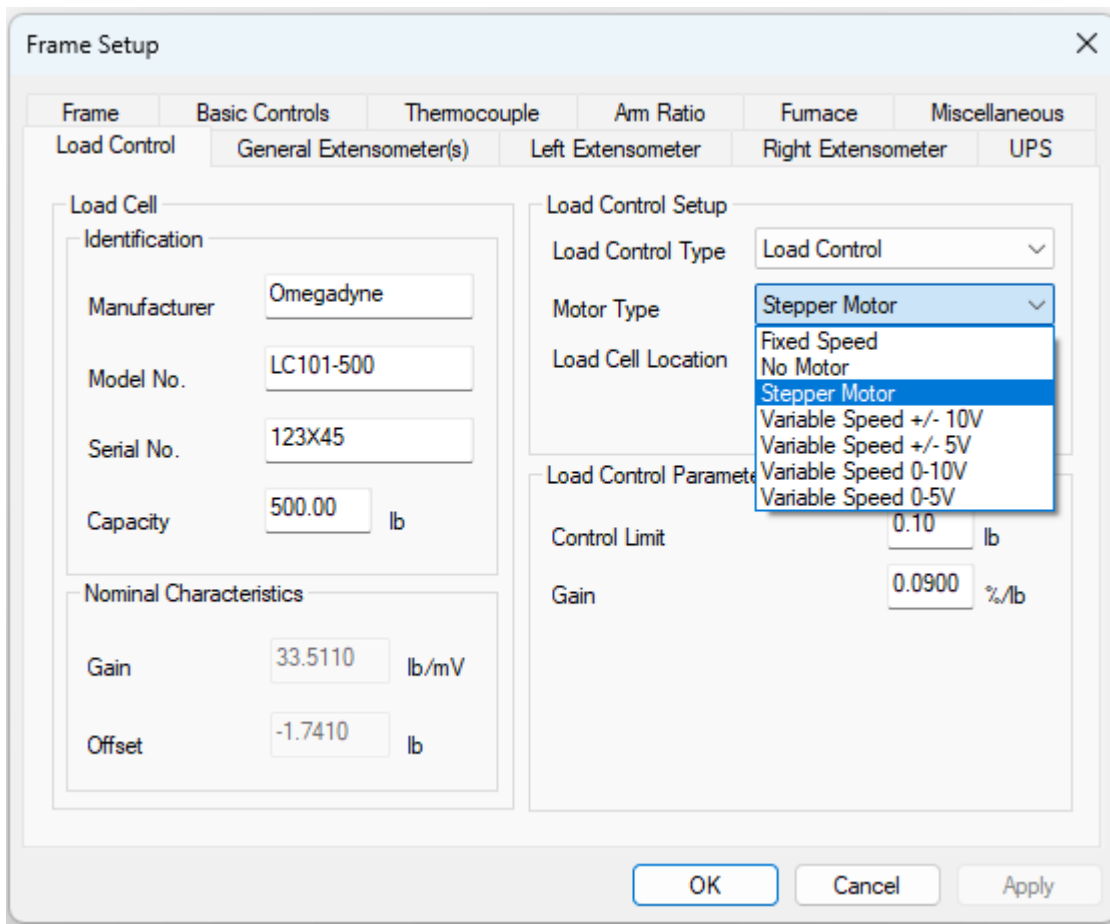 Frame Setup
Frame Basic Controls Thermocouple Arm Ratio Furnace Miscellaneous
Load Control General Extensometer(s) Left Extensometer Right Extensometer UPS
Load Cell
Identification
Manufacturer Omegadyne
Model No. LC101-500
Serial No. 123X45
Capacity 500.00 lb
Nominal Characteristics
Gain 33.5110 lb/mV
Offset -1.7410 lb
Load Control Setup
Load Control Type Load Control
Motor Type Stepper Motor
Fixed Speed
No Motor
Stepper Motor
Variable Speed +/- 10V
Variable Speed +/- 5V
Variable Speed 0-10V
Variable Speed 0-5V
Load Cell Location
Load Control Paramete
Control Limit 0.10 lb
Gain 0.0900 %/lb
OK Cancel Apply